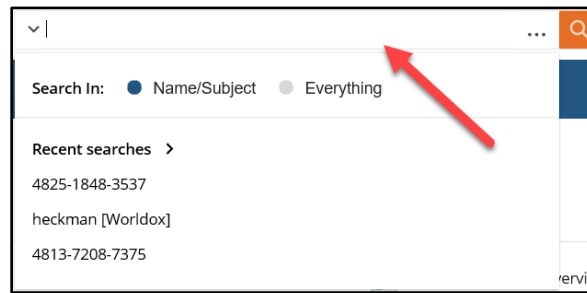 ...
Search In: Name/Subject Everything
Recent searches >
4825-1848-3537
heckman [Worldox]
4813-7208-7375